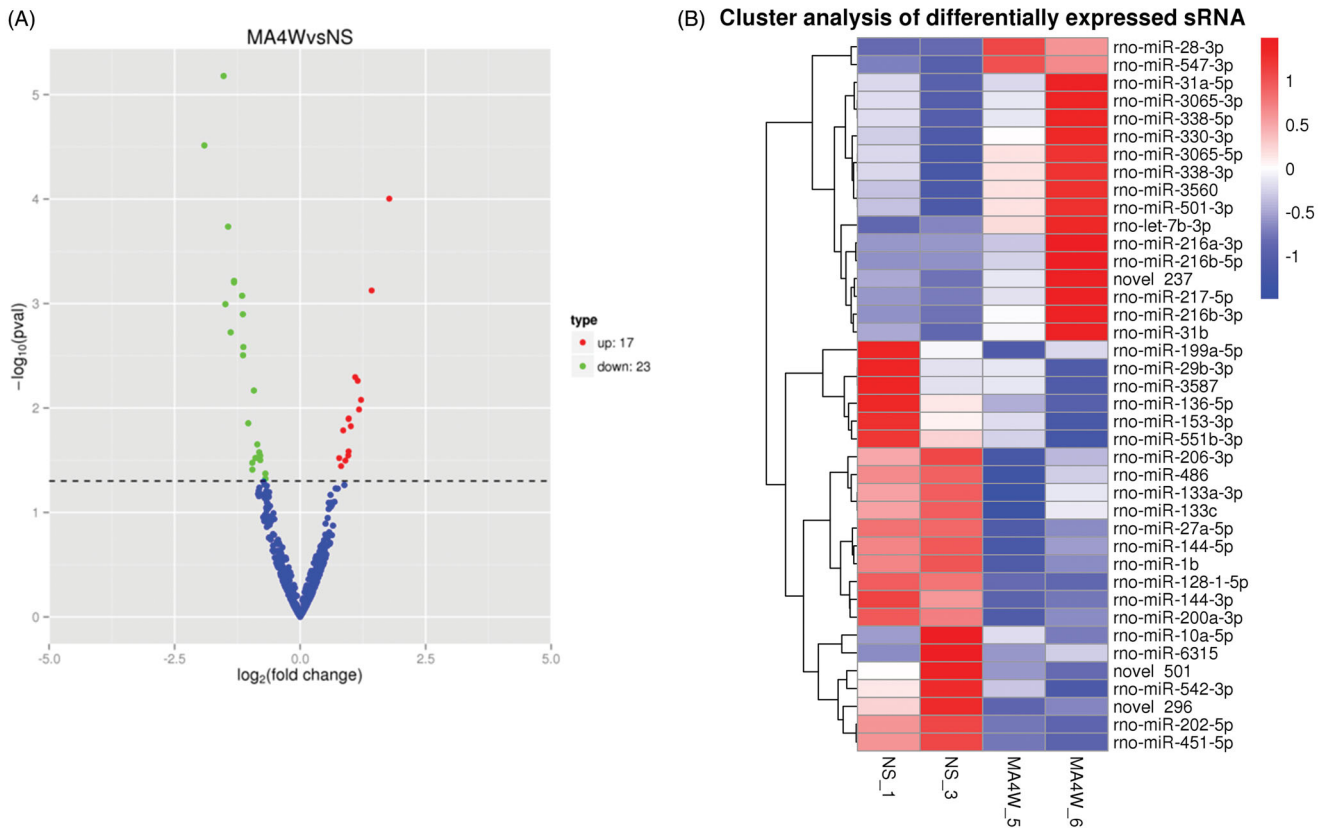 (A)
MA4WvsNS
5
4
3
2
1
0
−log10(pval)
-5.0
-2.5
0.0
2.5
5.0
log2(fold change)
type
up: 17
down: 23
(B) Cluster analysis of differentially expressed sRNA
rno-miR-28-3p
rno-miR-547-3p
rno-miR-31a-5p
rno-miR-3065-3p
rno-miR-338-5p
rno-miR-330-3p
rno-miR-3065-5p
rno-miR-338-3p
rno-miR-3560
rno-miR-501-3p
rno-let-7b-3p
rno-miR-216a-3p
rno-miR-216b-5p
novel_237
rno-miR-217-5p
rno-miR-216b-3p
rno-miR-31b
rno-miR-199a-5p
rno-miR-29b-3p
rno-miR-3587
rno-miR-136-5p
rno-miR-153-3p
rno-miR-551b-3p
rno-miR-206-3p
rno-miR-486
rno-miR-133a-3p
rno-miR-133c
rno-miR-27a-5p
rno-miR-144-5p
rno-miR-1b
rno-miR-128-1-5p
rno-miR-144-3p
rno-miR-200a-3p
rno-miR-10a-5p
rno-miR-6315
novel_501
rno-miR-542-3p
novel_296
rno-miR-202-5p
rno-miR-451-5p
1
0.5
0
-0.5
-1
NS_1
NS_3
MA4W_5
MA4W_6